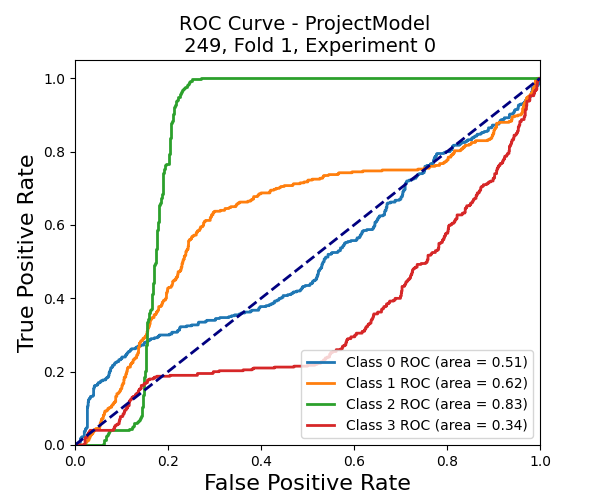 ROC Curve - ProjectModel
249, Fold 1, Experiment 0
True Positive Rate
1.0
0.8
0.6
0.4
0.2
0.0
0.0 0.2 0.4 0.6 0.8 1.0
False Positive Rate
Class 0 ROC (area = 0.51)
Class 1 ROC (area = 0.62)
Class 2 ROC (area = 0.83)
Class 3 ROC (area = 0.34)